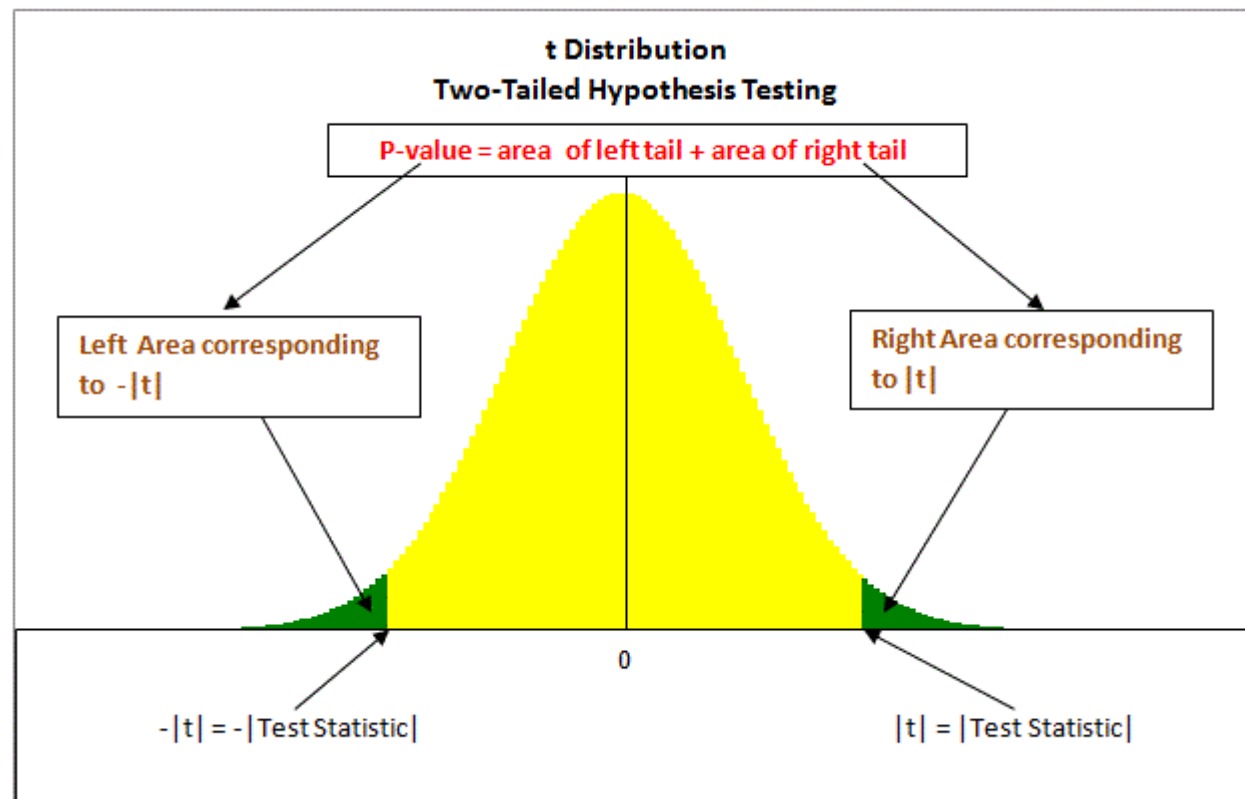 t Distribution
Two-Tailed Hypothesis Testing
P-value = area of left tail + area of right tail
Left Area corresponding
to -|t|
Right Area corresponding
to |t|
0
-|t| = -|Test Statistic|
|t| = |Test Statistic|